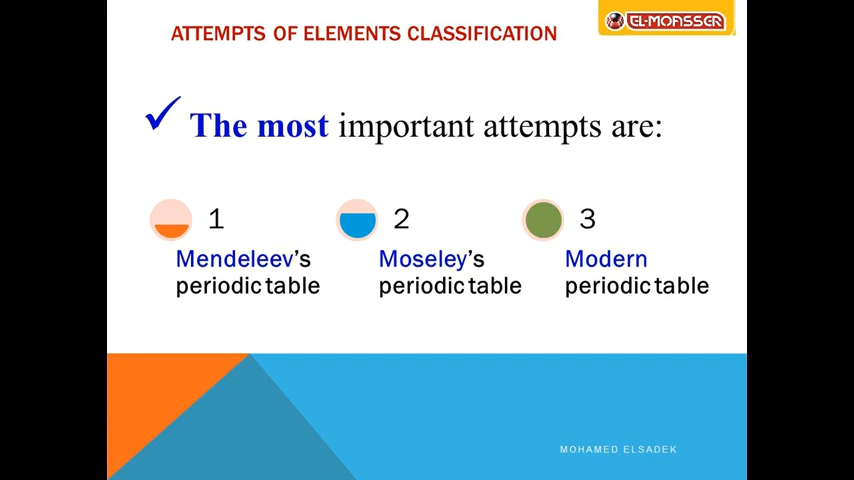 ATTEMPTS OF ELEMENTS CLASSIFICATION
EL-MOASSER
✓ The most important attempts are:
1
Mendeleev's
periodic table
2
Moseley's
periodic table
3
Modern
periodic table
MOHAMED ELSADEK